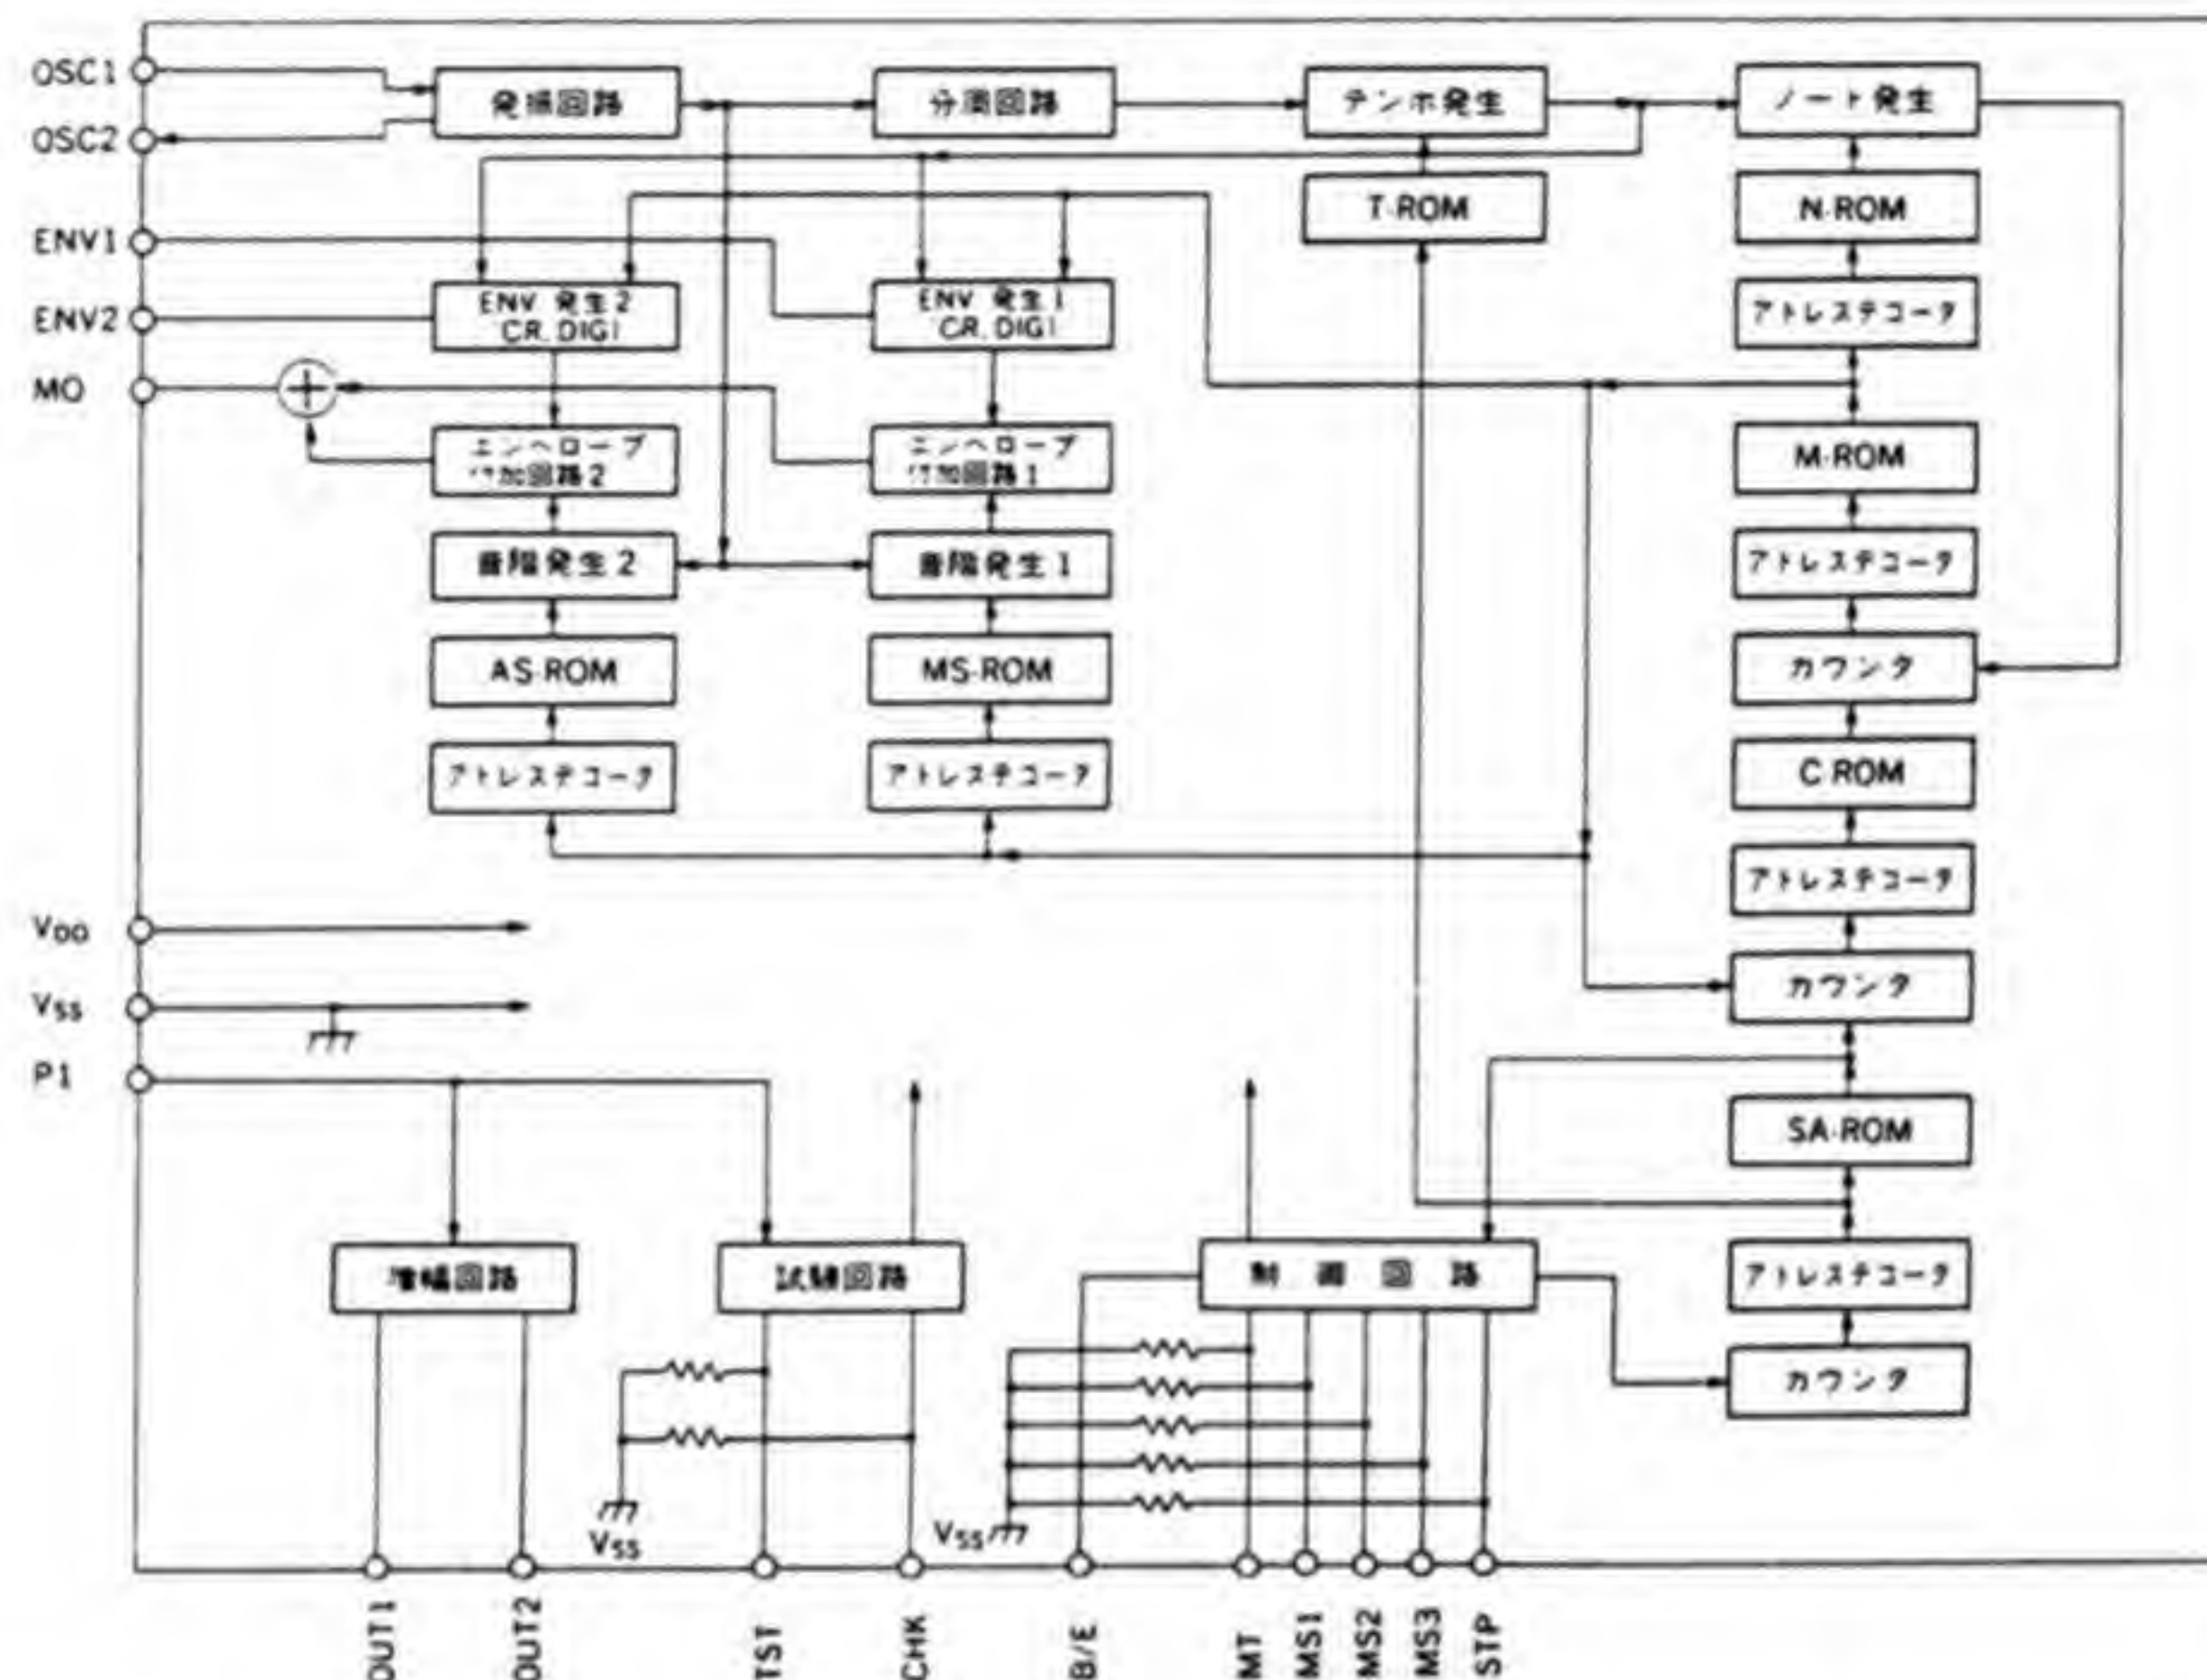 OSC1
発振回路
分周回路
テンポ発生
ノート発生
OSC2
T-ROM
N-ROM
ENV1
ENV 発生2
CR. DIGI
ENV 発生1
CR. DIGI
アドレスデコーダ
ENV2
MO
エンベロープ
付加回路2
エンベロープ
付加回路1
M-ROM
音階発生2
音階発生1
アドレスデコーダ
AS-ROM
MS-ROM
カウンタ
アドレスデコーダ
アドレスデコーダ
C-ROM
アドレスデコーダ
VDD
カウンタ
VSS
P1
SA-ROM
増幅回路
試験回路
制御回路
アドレスデコーダ
カウンタ
VSS
VSS
OUT1
OUT2
TST
CHK
B/E
MT
MS1
MS2
MS3
STP